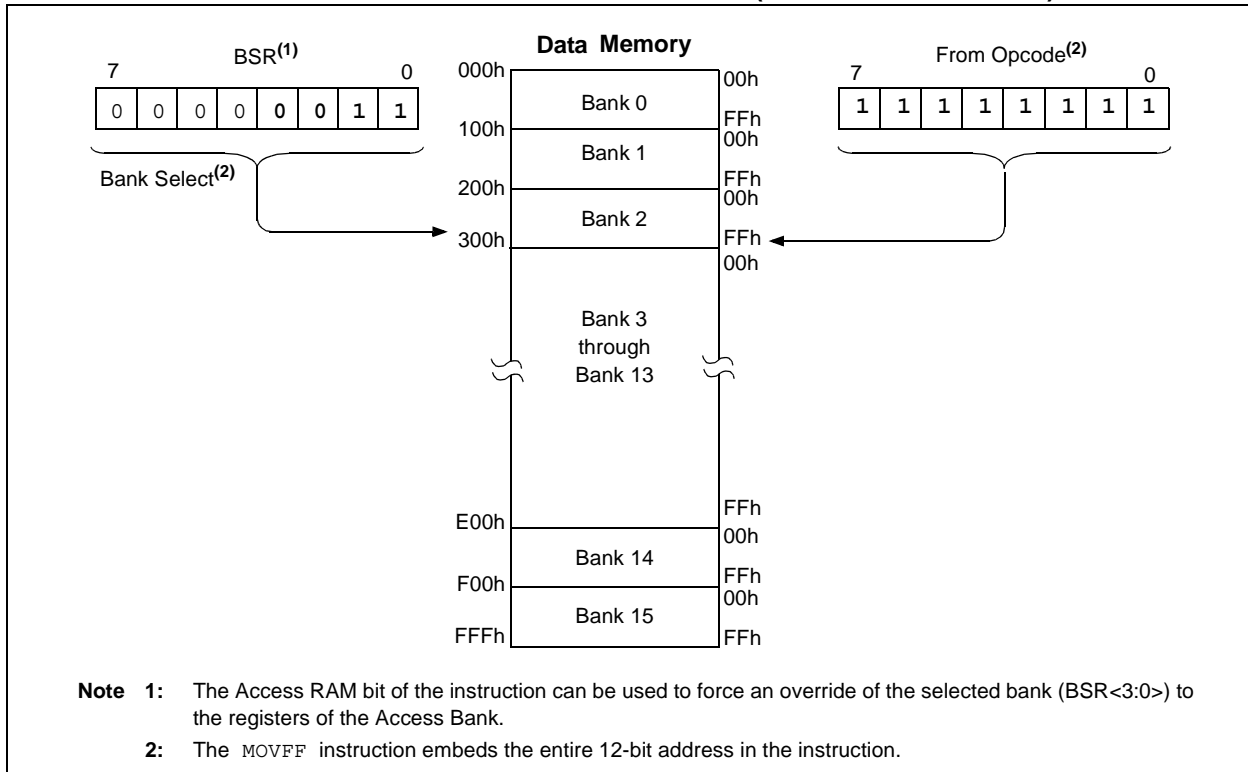 Data Memory
BSR(1)
7 0
0 0 0 0 0 0 1 1
Bank Select(2)
From Opcode(2)
7 0
1 1 1 1 1 1 1 1
000h
00h
Bank 0
FFh
100h
00h
Bank 1
FFh
200h
00h
Bank 2
FFh
300h
00h
Bank 3
through
Bank 13
FFh
E00h
00h
Bank 14
FFh
F00h
00h
Bank 15
FFFh
FFh
Note 1: The Access RAM bit of the instruction can be used to force an override of the selected bank (BSR<3:0>) to
the registers of the Access Bank.
2: The MOVFF instruction embeds the entire 12-bit address in the instruction.